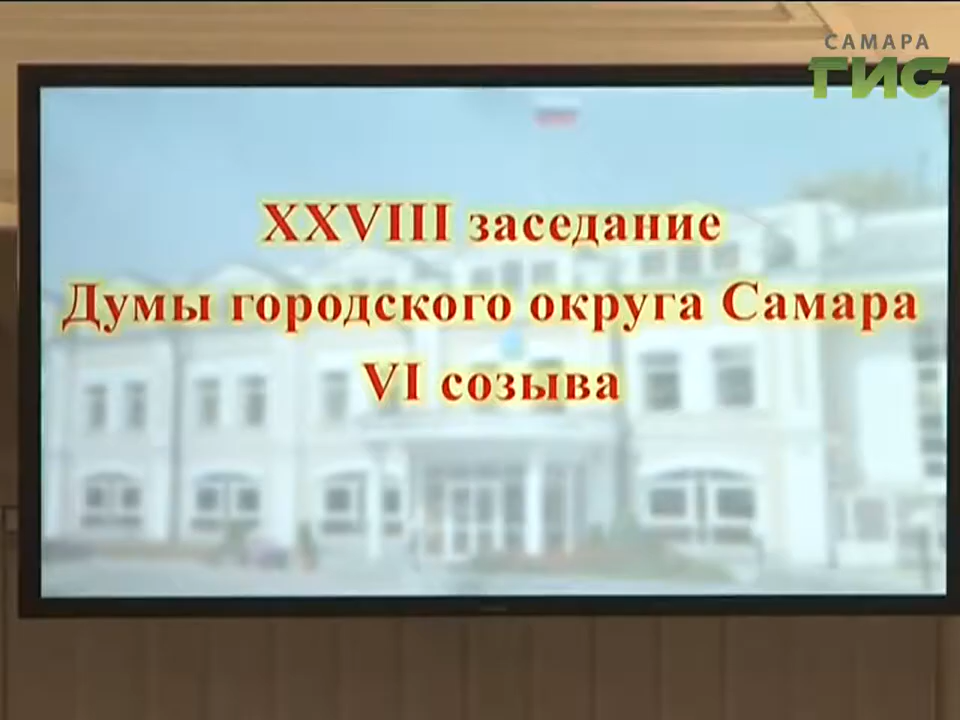 САМАРА
ГИС
XXVIII заседание
Думы городского округа Самара
VI созыва